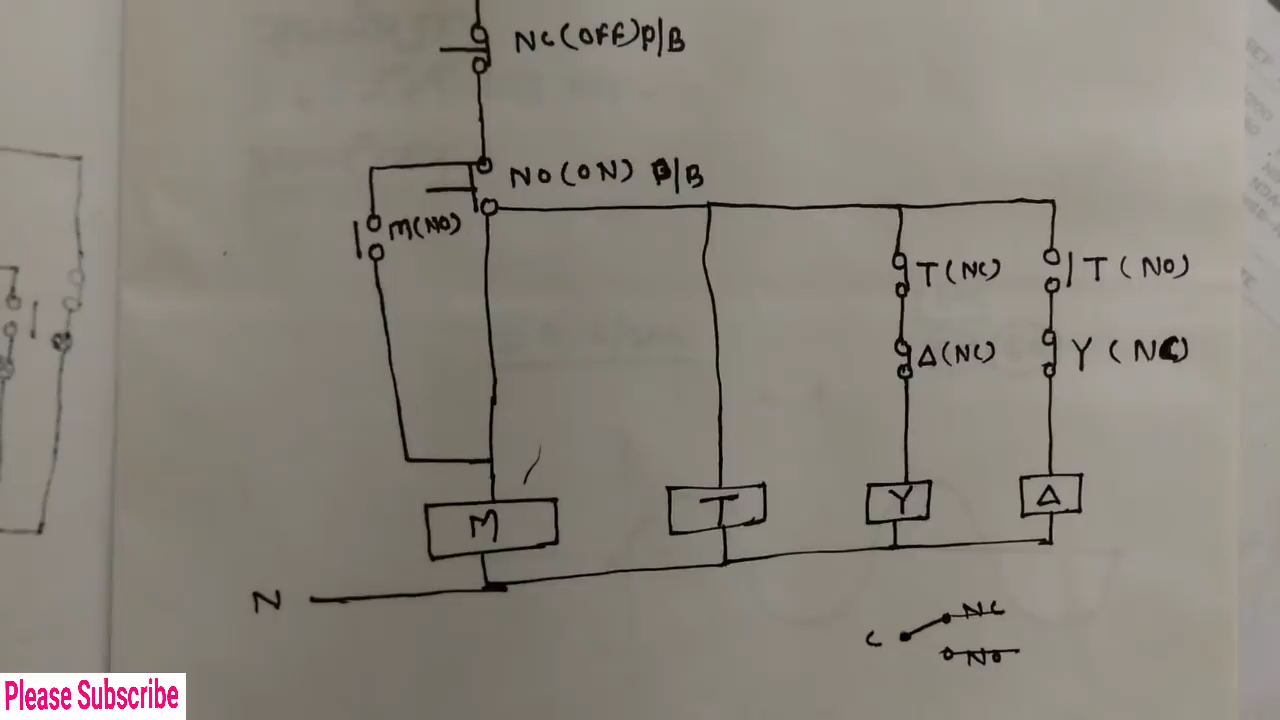 NC(OFF)P/B
NO(ON) P/B
M(NO)
T(NC)
T(NO)
Δ(NC)
Y(NC)
M
T
Y
Δ
N
C
NC
NO
Please Subscribe